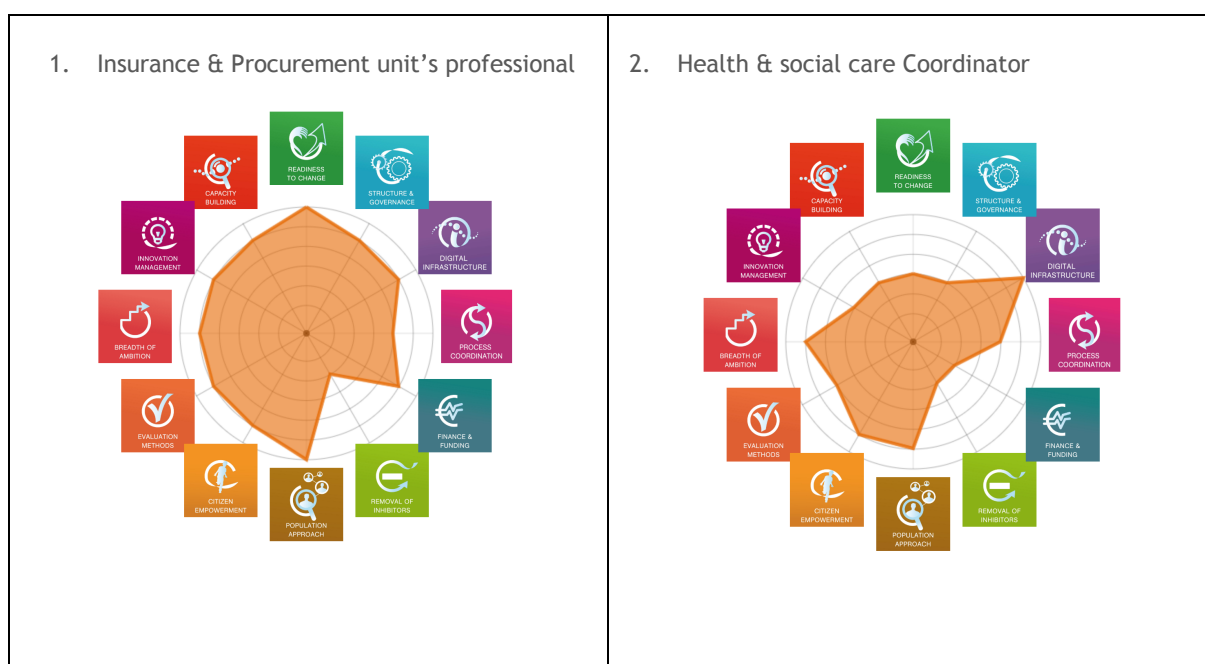 1. Insurance & Procurement unit's professional
READINESS
TO CHANGE
STRUCTURE &
GOVERNANCE
DIGITAL
INFRASTRUCTURE
PROCESS
COORDINATION
FINANCE &
FUNDING
REMOVAL OF
INHIBITORS
POPULATION
APPROACH
CITIZEN
EMPOWERMENT
EVALUATION
METHODS
BREADTH OF
AMBITION
INNOVATION
MANAGEMENT
CAPACITY
BUILDING
2. Health & social care Coordinator
READINESS
TO CHANGE
STRUCTURE &
GOVERNANCE
DIGITAL
INFRASTRUCTURE
PROCESS
COORDINATION
FINANCE &
FUNDING
REMOVAL OF
INHIBITORS
POPULATION
APPROACH
CITIZEN
EMPOWERMENT
EVALUATION
METHODS
BREADTH OF
AMBITION
INNOVATION
MANAGEMENT
CAPACITY
BUILDING